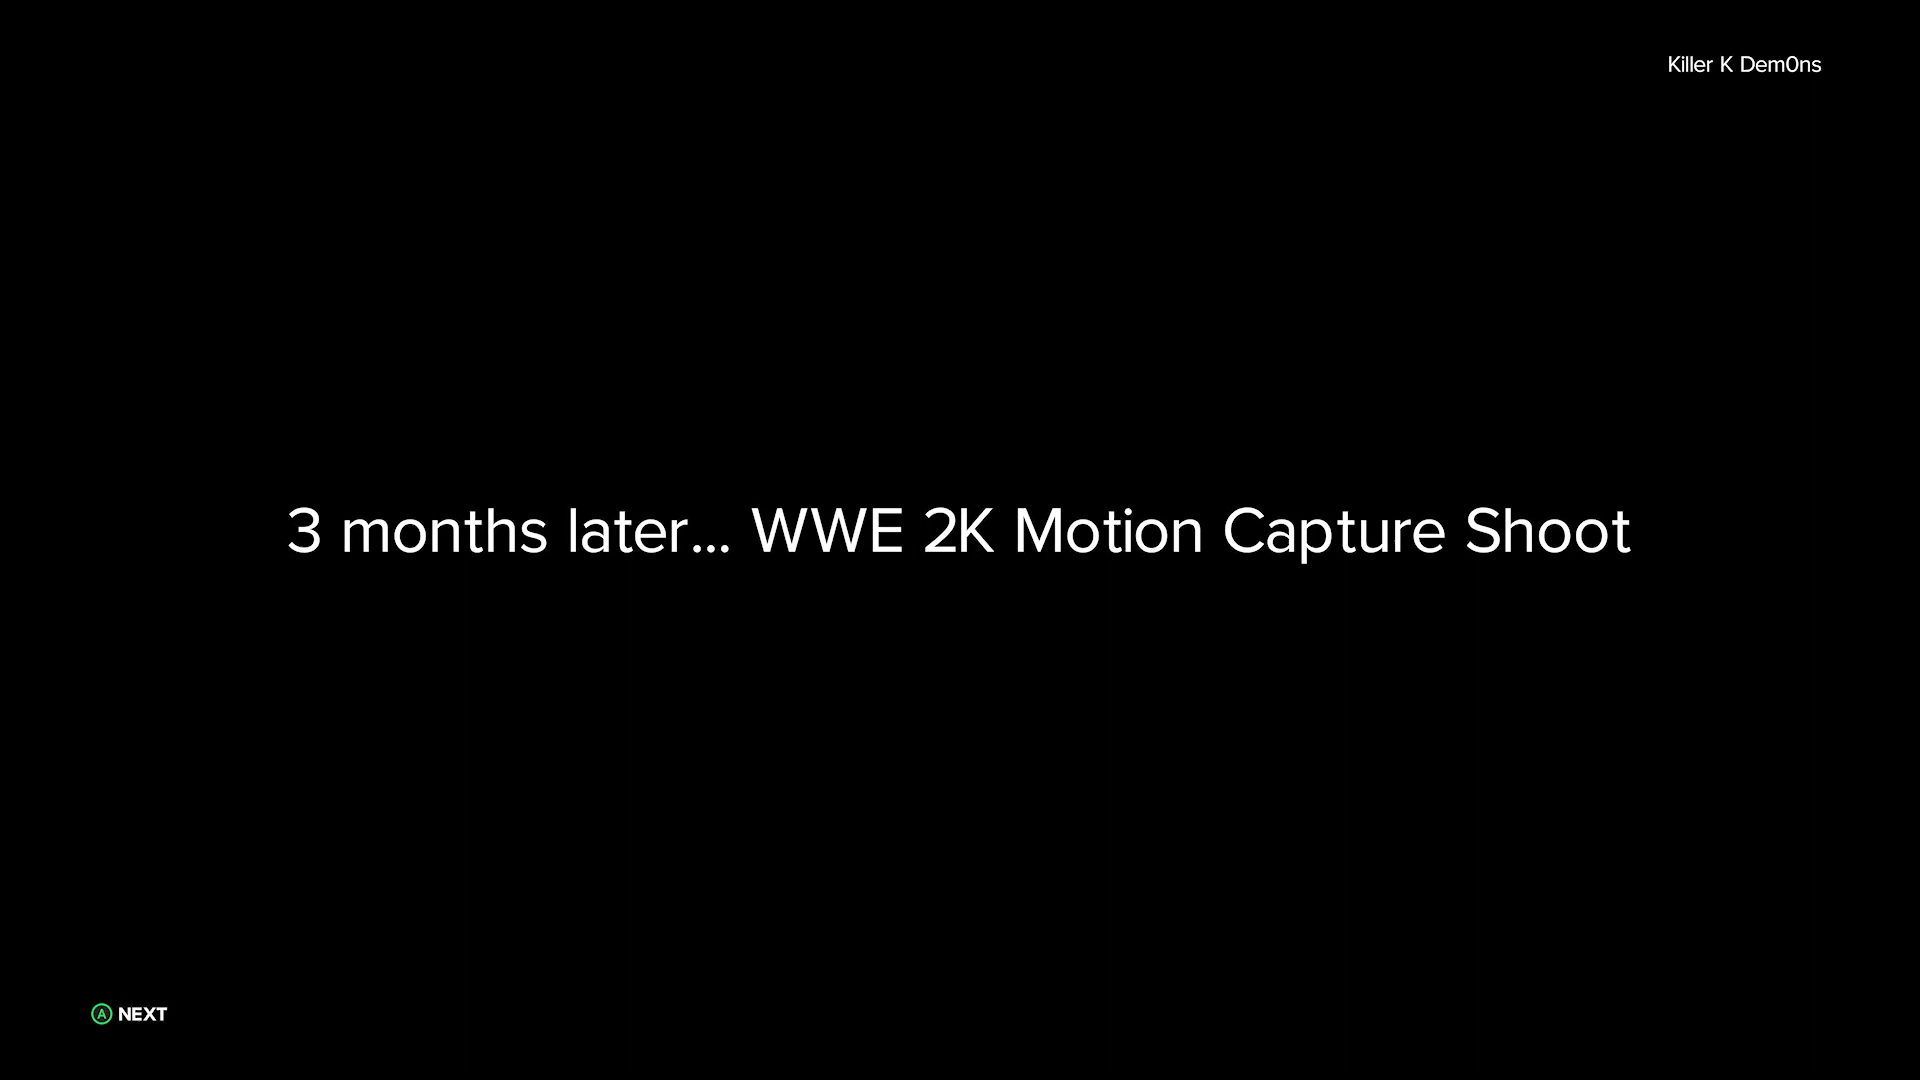 Killer K Dem0ns
3 months later... WWE 2K Motion Capture Shoot
Ⓐ NEXT